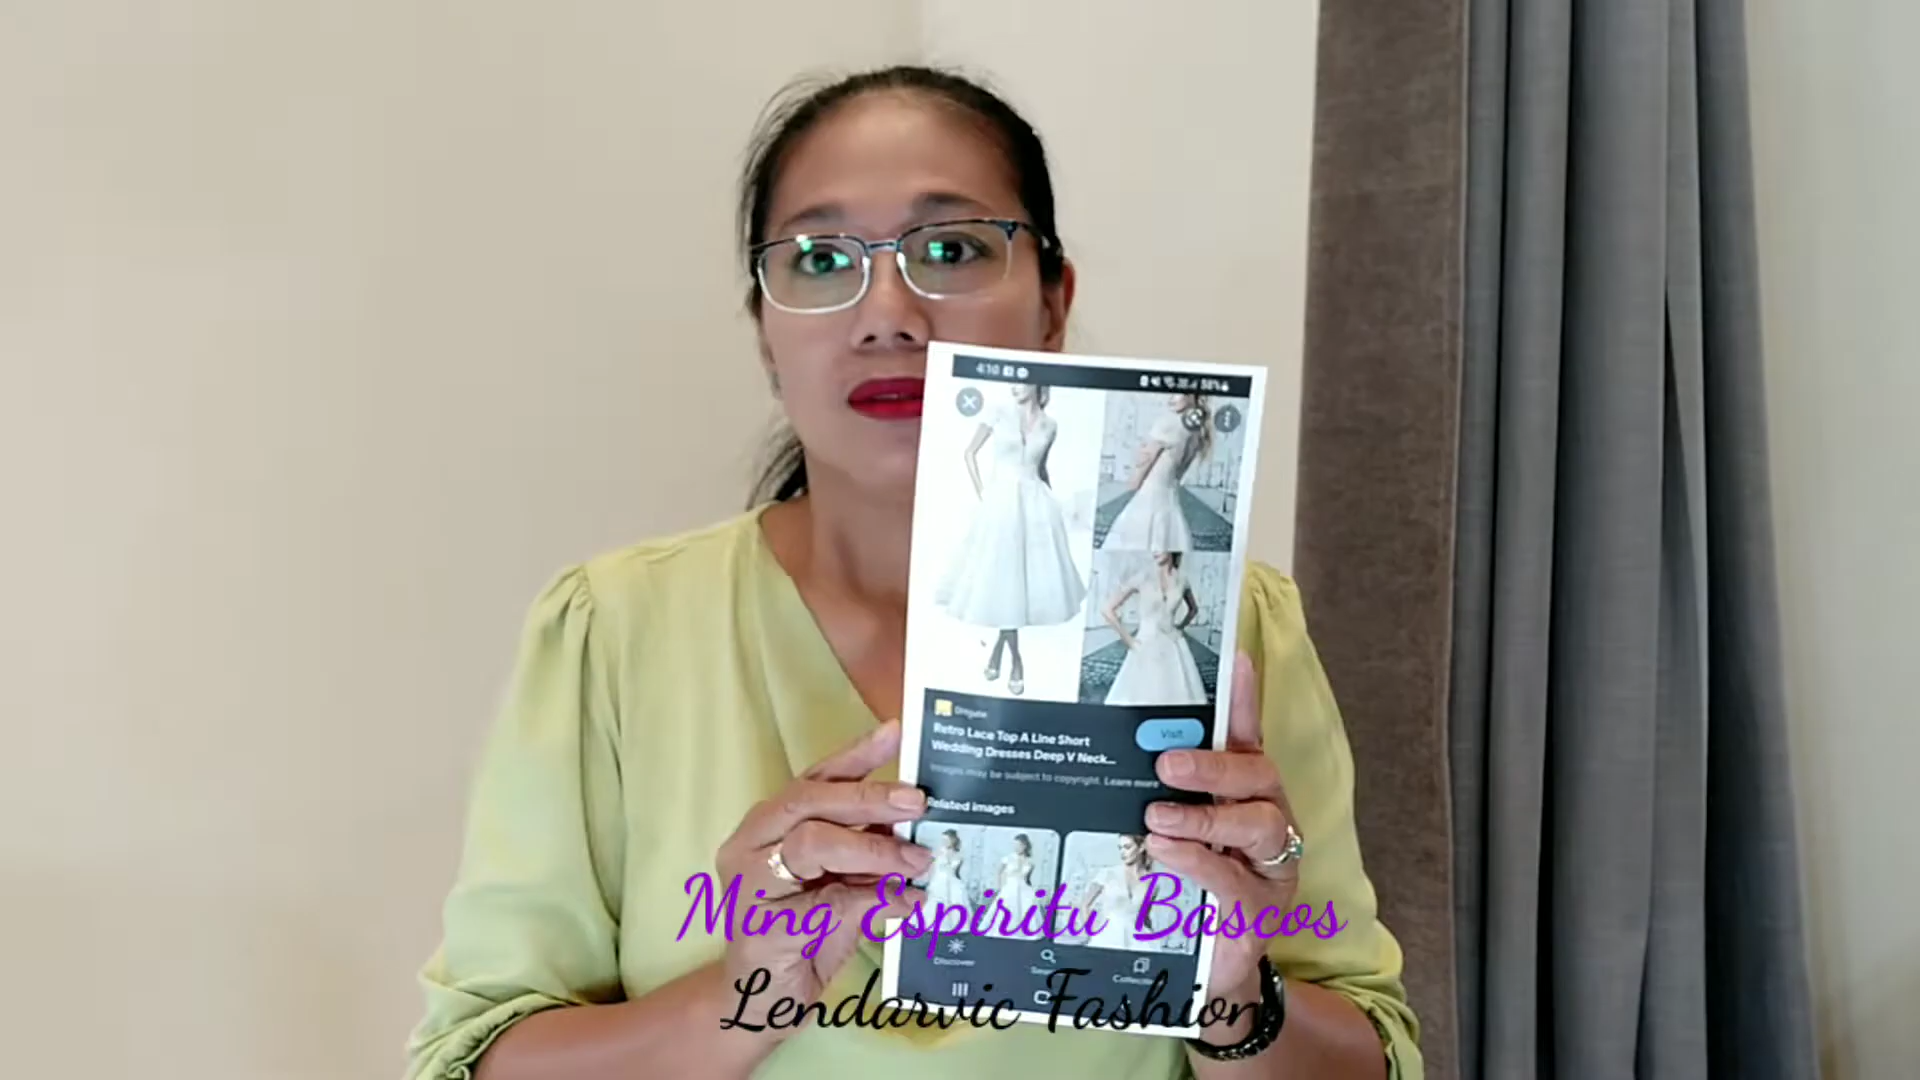 4:10
58%
Retro Lace Top A Line Short
Visit
Wedding Dresses Deep V Neck...
Images may be subject to copyright. Learn more
Related images
Ming Espiritu Bascos
Discover
Lendarvic Fashion